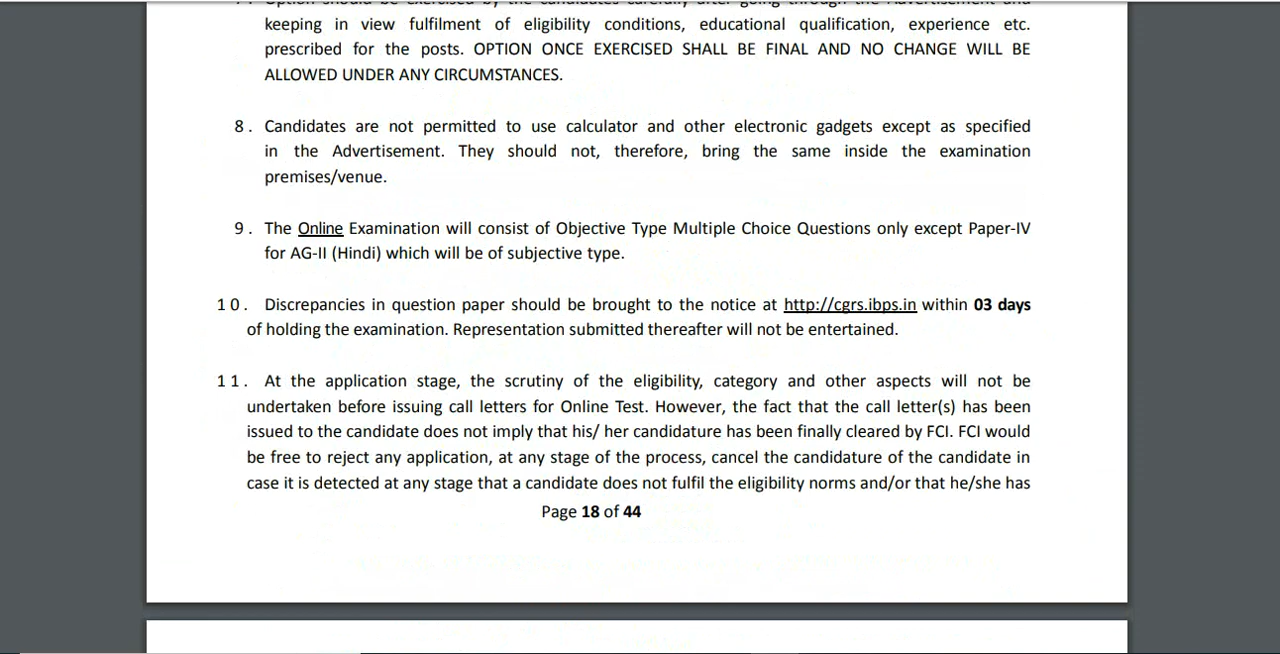 keeping in view fulfilment of eligibility conditions, educational qualification, experience etc.
prescribed for the posts. OPTION ONCE EXERCISED SHALL BE FINAL AND NO CHANGE WILL BE
ALLOWED UNDER ANY CIRCUMSTANCES.
8. Candidates are not permitted to use calculator and other electronic gadgets except as specified
in the Advertisement. They should not, therefore, bring the same inside the examination
premises/venue.
9. The Online Examination will consist of Objective Type Multiple Choice Questions only except Paper-IV
for AG-II (Hindi) which will be of subjective type.
10. Discrepancies in question paper should be brought to the notice at http://cgrs.ibps.in within 03 days
of holding the examination. Representation submitted thereafter will not be entertained.
11. At the application stage, the scrutiny of the eligibility, category and other aspects will not be
undertaken before issuing call letters for Online Test. However, the fact that the call letter(s) has been
issued to the candidate does not imply that his/ her candidature has been finally cleared by FCI. FCI would
be free to reject any application, at any stage of the process, cancel the candidature of the candidate in
case it is detected at any stage that a candidate does not fulfil the eligibility norms and/or that he/she has
Page 18 of 44